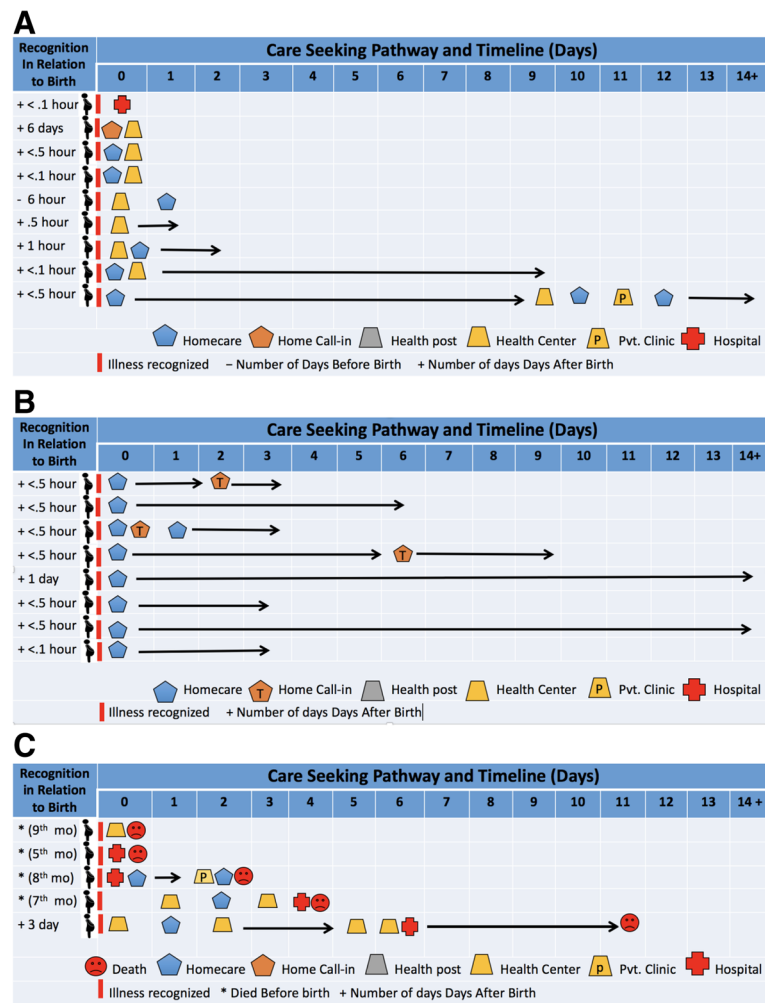 A
Recognition
In Relation
to Birth
Care Seeking Pathway and Timeline (Days)
0 1 2 3 4 5 6 7 8 9 10 11 12 13 14+
+ < .1 hour
+ 6 days
+ <.5 hour
+ <.1 hour
- 6 hour
+ .5 hour
+ 1 hour
+ <.1 hour
+ <.5 hour
P
Homecare Home Call-in Health post Health Center P Pvt. Clinic Hospital
Illness recognized – Number of Days Before Birth + Number of days Days After Birth
B
Recognition
In Relation
to Birth
Care Seeking Pathway and Timeline (Days)
0 1 2 3 4 5 6 7 8 9 10 11 12 13 14+
+ <.5 hour T
+ <.5 hour
+ <.5 hour T
+ <.5 hour T
+ 1 day
+ <.5 hour
+ <.5 hour
+ <.1 hour
Homecare T Home Call-in Health post Health Center P Pvt. Clinic Hospital
Illness recognized + Number of days Days After Birth
C
Recognition
in Relation
to Birth
Care Seeking Pathway and Timeline (Days)
0 1 2 3 4 5 6 7 8 9 10 11 12 13 14 +
* (9th mo)
* (5th mo)
* (8th mo) P
* (7th mo)
+ 3 day
Death Homecare Home Call-in Health post Health Center p Pvt. Clinic Hospital
Illness recognized * Died Before birth + Number of days Days After Birth